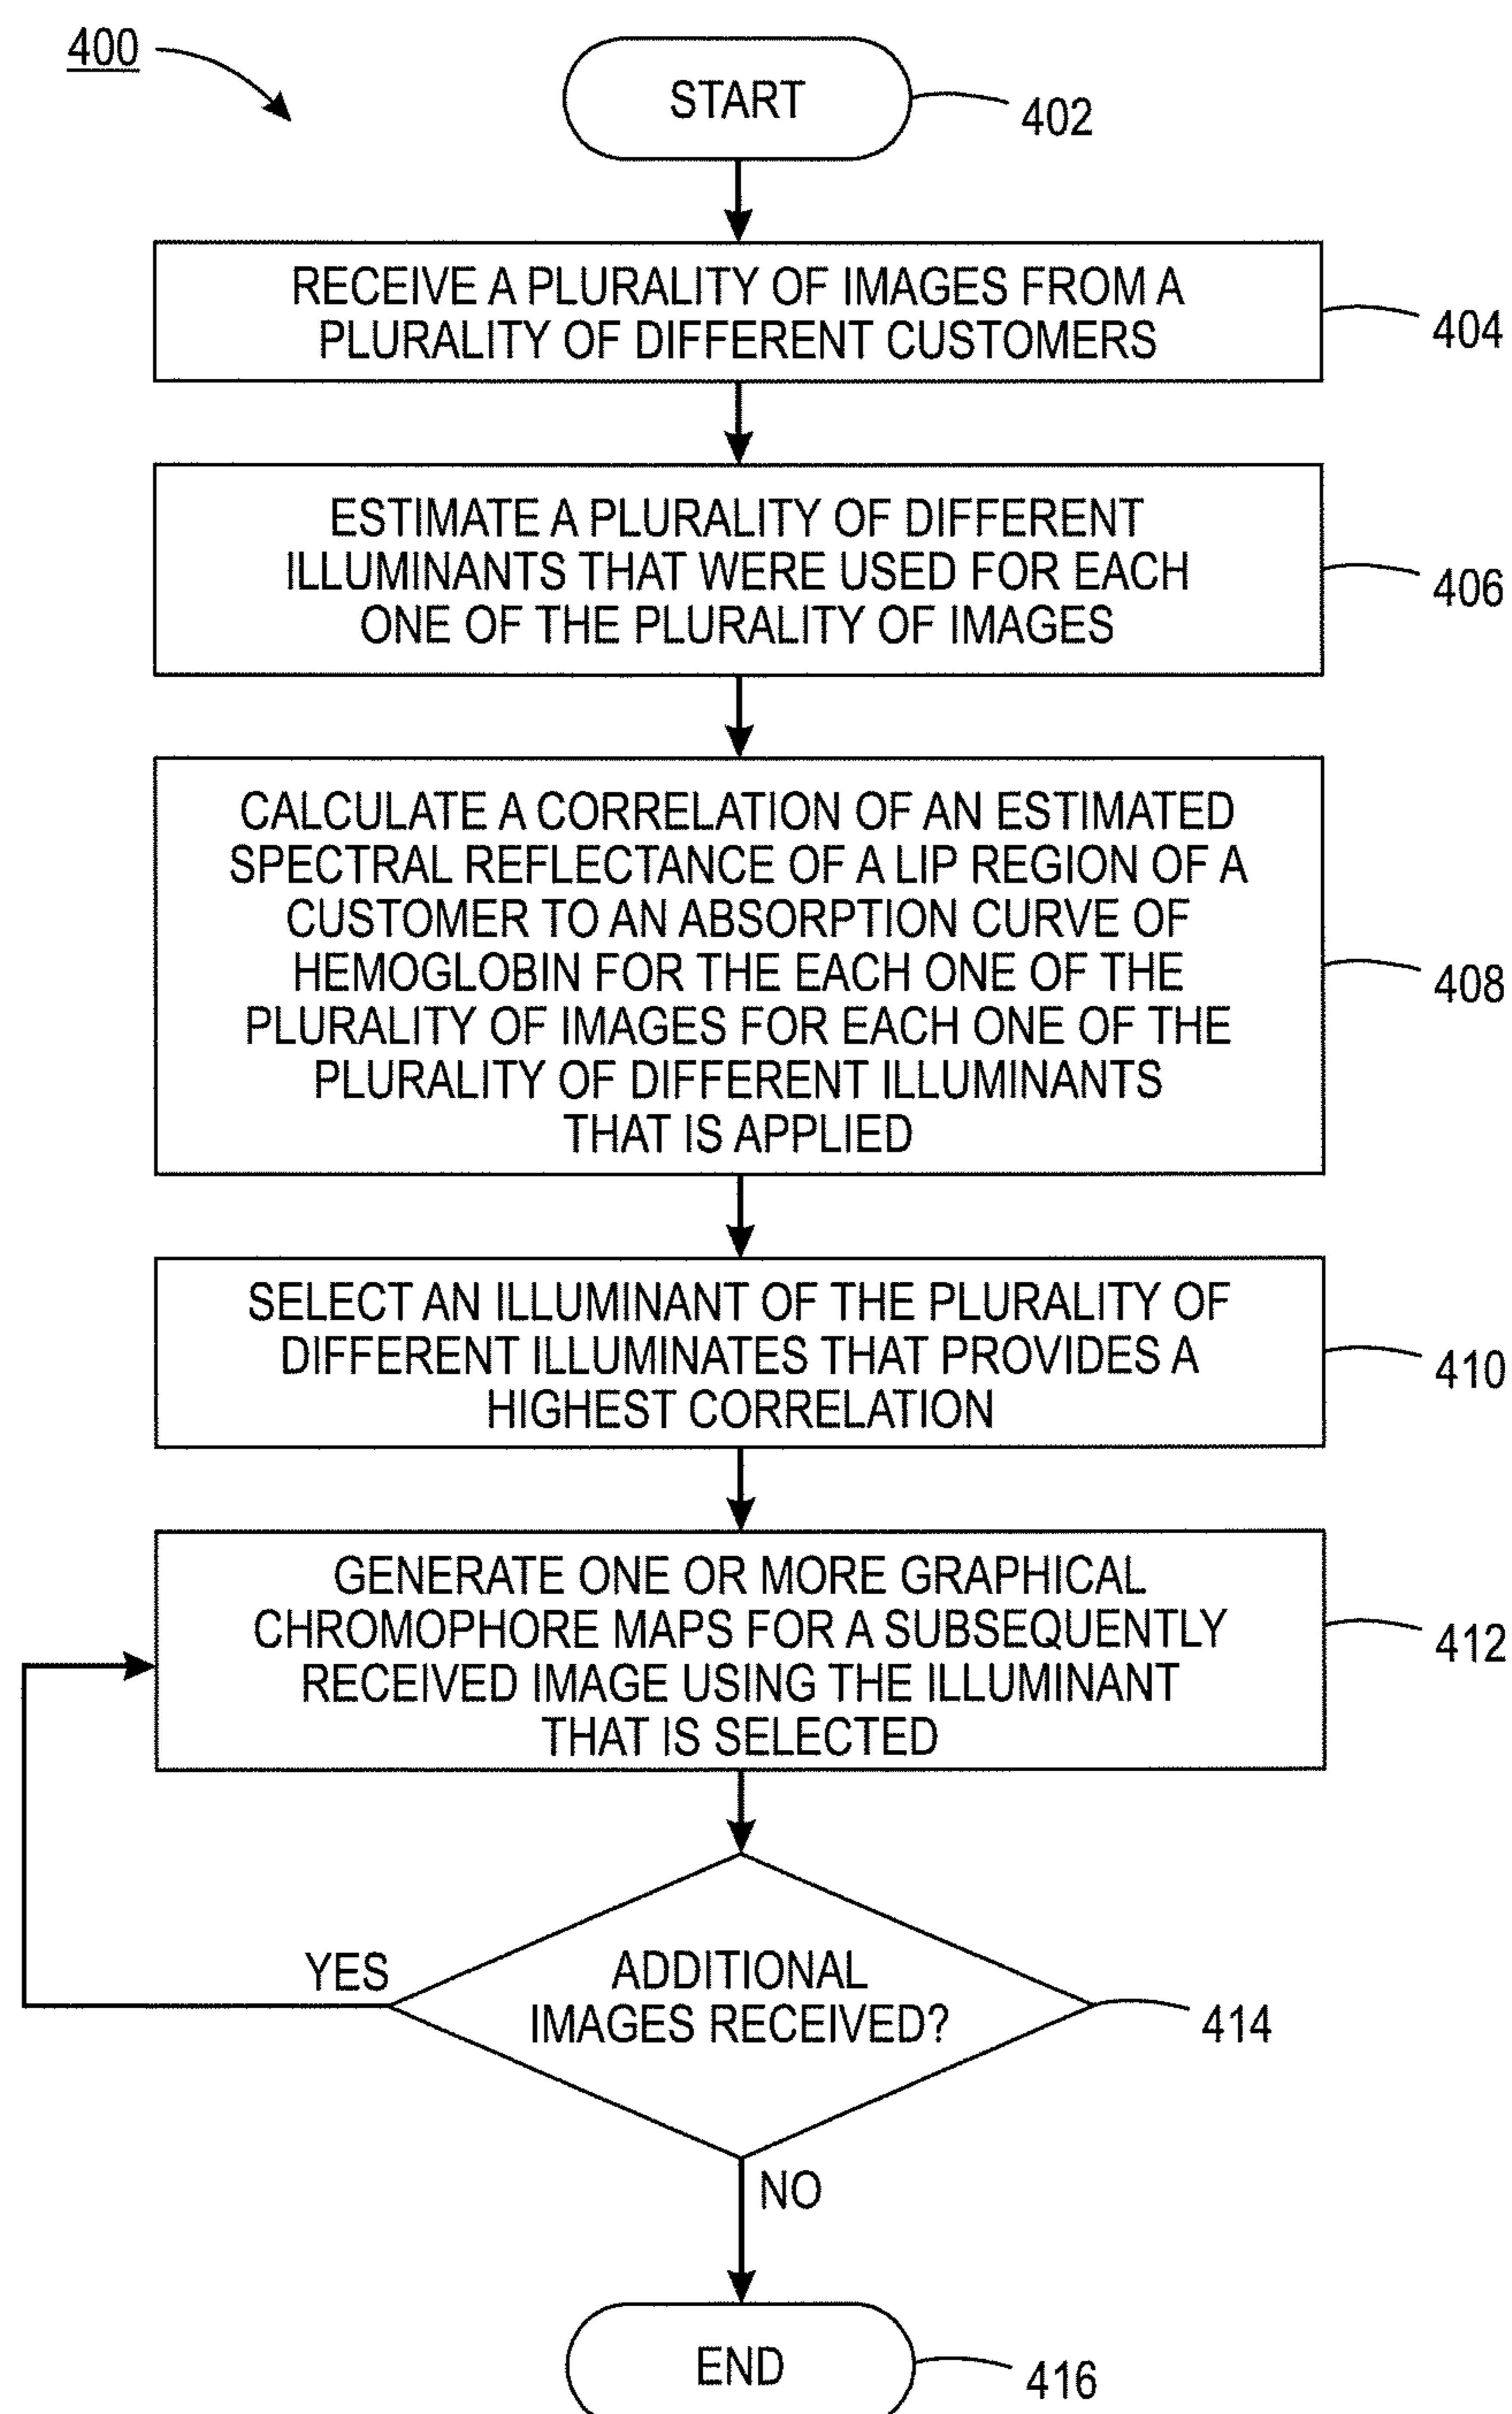 400
START
402
RECEIVE A PLURALITY OF IMAGES FROM A
PLURALITY OF DIFFERENT CUSTOMERS
404
ESTIMATE A PLURALITY OF DIFFERENT
ILLUMINANTS THAT WERE USED FOR EACH
ONE OF THE PLURALITY OF IMAGES
406
CALCULATE A CORRELATION OF AN ESTIMATED
SPECTRAL REFLECTANCE OF A LIP REGION OF A
CUSTOMER TO AN ABSORPTION CURVE OF
HEMOGLOBIN FOR THE EACH ONE OF THE
PLURALITY OF IMAGES FOR EACH ONE OF THE
PLURALITY OF DIFFERENT ILLUMINANTS
THAT IS APPLIED
408
SELECT AN ILLUMINANT OF THE PLURALITY OF
DIFFERENT ILLUMINATES THAT PROVIDES A
HIGHEST CORRELATION
410
GENERATE ONE OR MORE GRAPHICAL
CHROMOPHORE MAPS FOR A SUBSEQUENTLY
RECEIVED IMAGE USING THE ILLUMINANT
THAT IS SELECTED
412
YES
ADDITIONAL
IMAGES RECEIVED?
414
NO
END
416